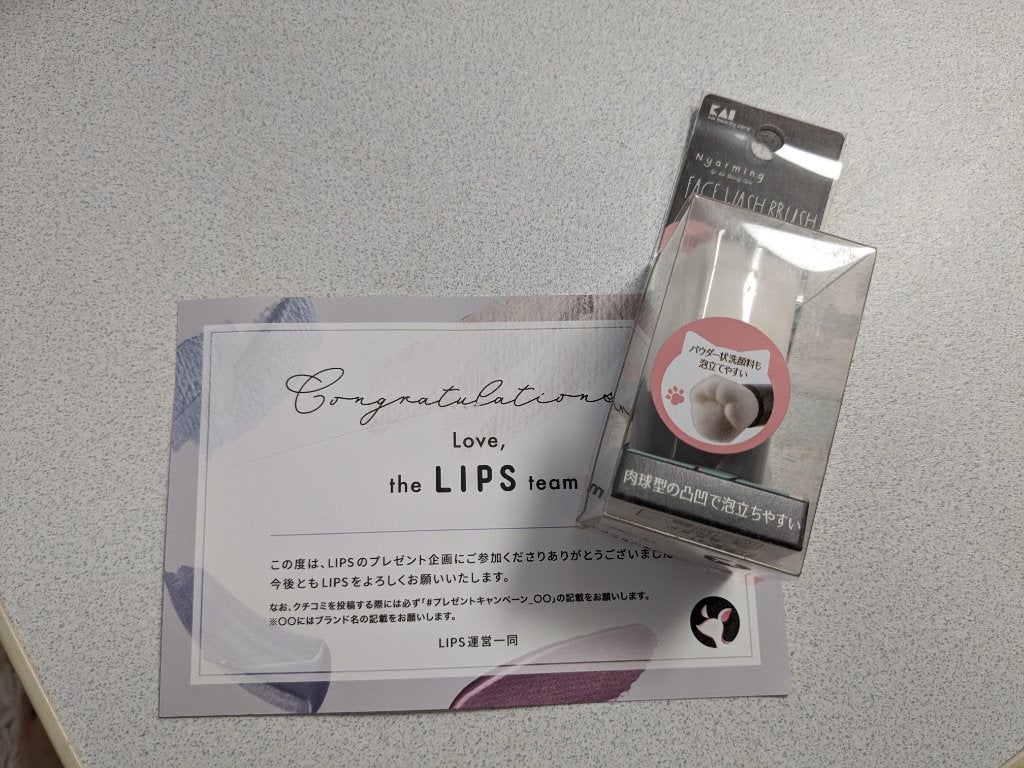 Congratulations
Love,
the LIPS team
この度は、LIPSのプレゼント企画にご参加くださりありがとうございました
今後ともLIPSをよろしくお願いいたします。
なお、クチコミを投稿する際には必ず「#プレゼントキャンペーン_〇〇」の記載をお願いします。
※〇〇にはブランド名の記載をお願いします。
LIPS運営一同
KAI
kai beauty care
Nyarming
by Kai Beauty Care
FACE WASH BRUSH
パウダー状洗顔料も
泡立てやすい
肉球型の凸凹で泡立ちやすい